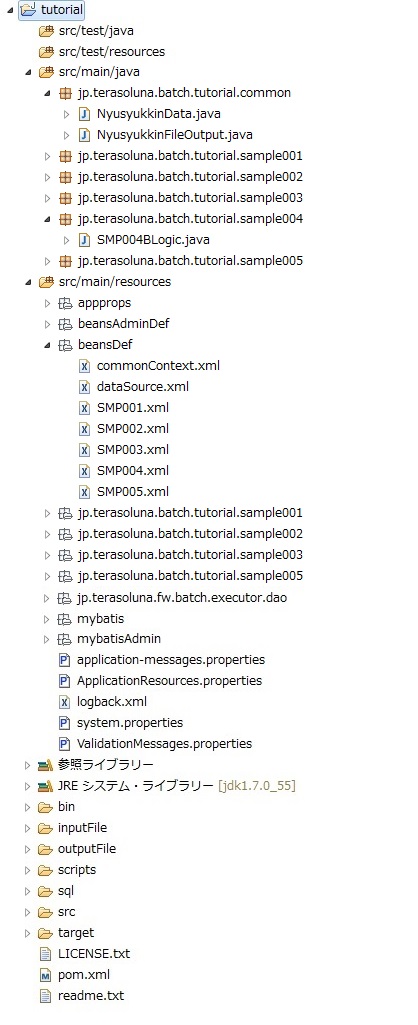 tutorial
src/test/java
src/test/resources
src/main/java
jp.terasoluna.batch.tutorial.common
NyusyukkinData.java
NyusyukkinFileOutput.java
jp.terasoluna.batch.tutorial.sample001
jp.terasoluna.batch.tutorial.sample002
jp.terasoluna.batch.tutorial.sample003
jp.terasoluna.batch.tutorial.sample004
SMP004BLogic.java
jp.terasoluna.batch.tutorial.sample005
src/main/resources
appprops
beansAdminDef
beansDef
commonContext.xml
dataSource.xml
SMP001.xml
SMP002.xml
SMP003.xml
SMP004.xml
SMP005.xml
jp.terasoluna.batch.tutorial.sample001
jp.terasoluna.batch.tutorial.sample002
jp.terasoluna.batch.tutorial.sample003
jp.terasoluna.batch.tutorial.sample005
jp.terasoluna.fw.batch.executor.dao
mybatis
mybatisAdmin
application-messages.properties
ApplicationResources.properties
logback.xml
system.properties
ValidationMessages.properties
参照ライブラリー
JRE システム・ライブラリー [jdk1.7.0_55]
bin
inputFile
outputFile
scripts
sql
src
target
LICENSE.txt
pom.xml
readme.txt